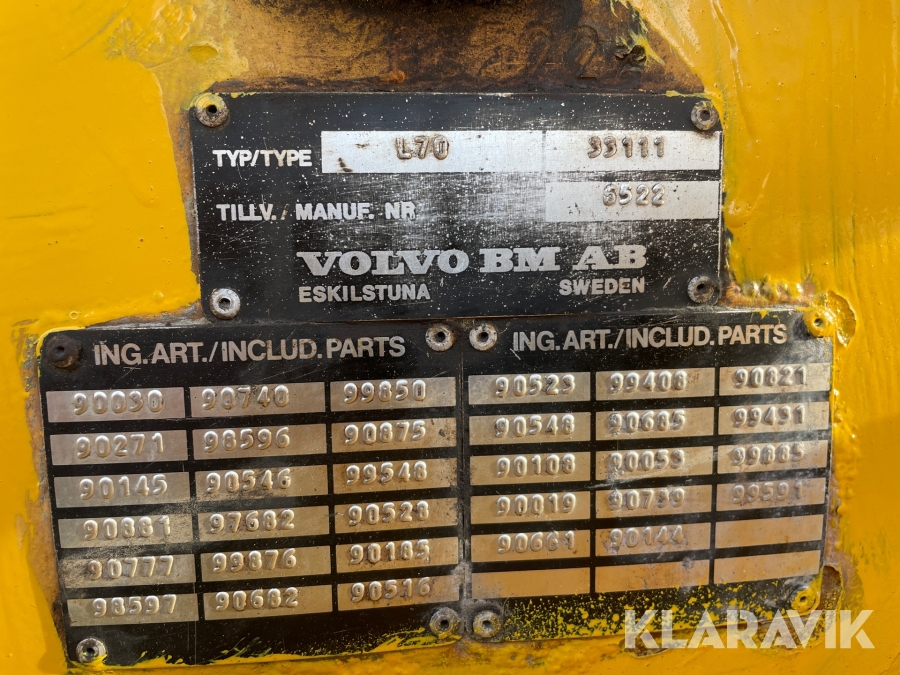 TYP/TYPE L70 33111
TILLV./MANUF. NR 6522
VOLVO BM AB
ESKILSTUNA SWEDEN
ING.ART./INCLUD.PARTS
90030 90740 99850
90271 98596 90875
90145 90546 99548
90881 97682 90528
90777 99876 90185
98597 90682 90516
ING.ART./INCLUD.PARTS
90523 99408 90821
90548 90685 99491
90108 90053 99885
90019 90739 99591
90661 90144
KLARAVIK